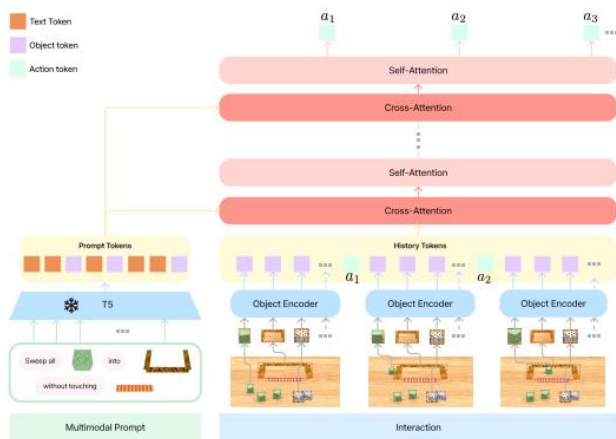 Text Token
Object token
Action token
a₁
a₂
a₃
Self-Attention
Cross-Attention
Self-Attention
Cross-Attention
Prompt Tokens
History Tokens
a₁
a₂
T5
Object Encoder
Object Encoder
Object Encoder
Sweep all
into
without touching
Multimodal Prompt
Interaction